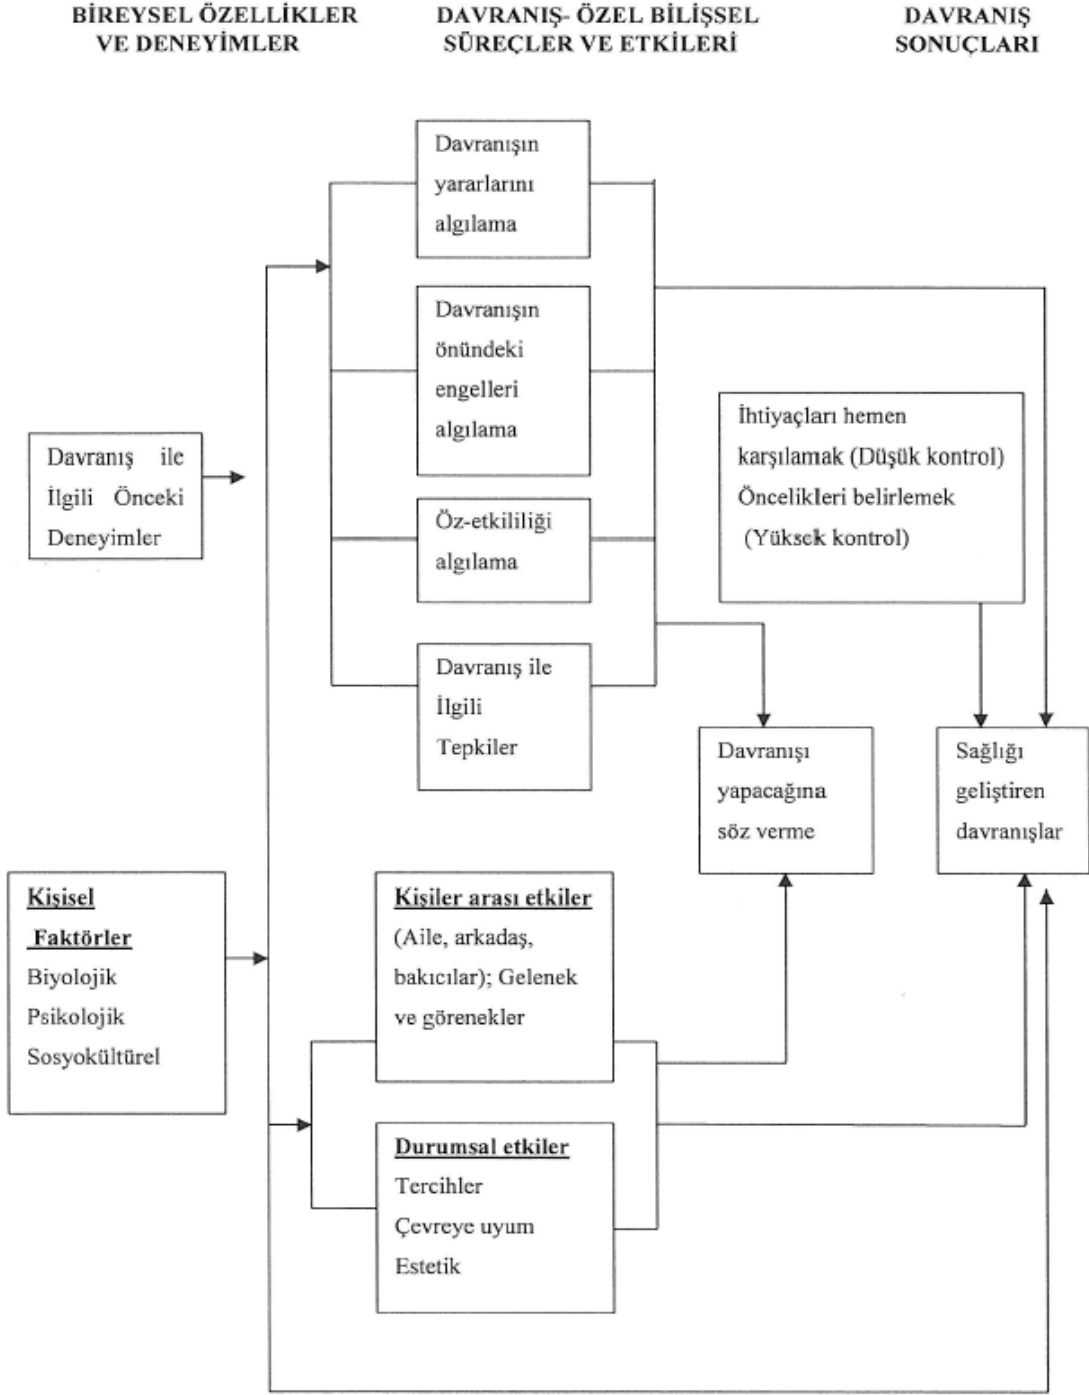 BİREYSEL ÖZELLİKLER
VE DENEYİMLER
DAVRANIŞ- ÖZEL BİLİŞSEL
SÜREÇLER VE ETKİLERİ
DAVRANIŞ
SONUÇLARI
Davranışın
yararlarını
algılama
Davranışın
önündeki
engelleri
algılama
Öz-etkililiği
algılama
Davranış ile
İlgili
Tepkiler
Davranış ile
İlgili Önceki
Deneyimler
İhtiyaçları hemen
karşılamak (Düşük kontrol)
Öncelikleri belirlemek
(Yüksek kontrol)
Davranışı
yapacağına
söz verme
Sağlığı
geliştiren
davranışlar
Kişisel
Faktörler
Biyolojik
Psikolojik
Sosyokültürel
Kişiler arası etkiler
(Aile, arkadaş,
bakıcılar); Gelenek
ve görenekler
Durumsal etkiler
Tercihler
Çevreye uyum
Estetik